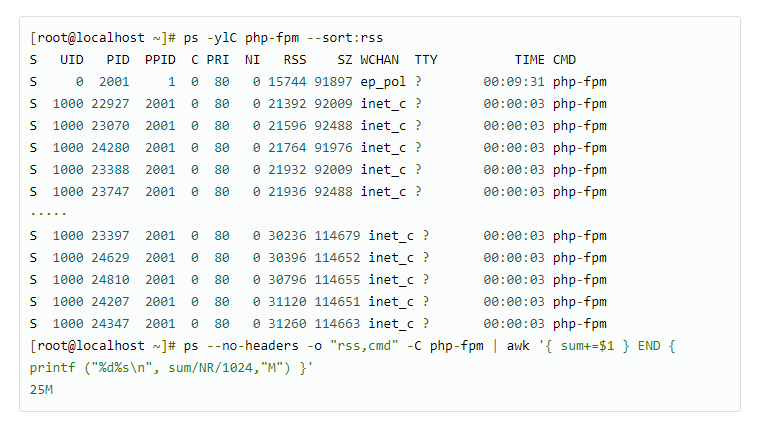 [root@localhost ~]# ps -ylC php-fpm --sort:rss
S UID PID PPID C PRI NI RSS SZ WCHAN TTY TIME CMD
S 0 2001 1 0 80 0 15744 91897 ep_pol ? 00:09:31 php-fpm
S 1000 22927 2001 0 80 0 21392 92009 inet_c ? 00:00:03 php-fpm
S 1000 23070 2001 0 80 0 21596 92488 inet_c ? 00:00:03 php-fpm
S 1000 24280 2001 0 80 0 21764 91976 inet_c ? 00:00:03 php-fpm
S 1000 23388 2001 0 80 0 21932 92009 inet_c ? 00:00:03 php-fpm
S 1000 23747 2001 0 80 0 21936 92488 inet_c ? 00:00:03 php-fpm
.....
S 1000 23397 2001 0 80 0 30236 114679 inet_c ? 00:00:03 php-fpm
S 1000 24629 2001 0 80 0 30396 114652 inet_c ? 00:00:03 php-fpm
S 1000 24810 2001 0 80 0 30796 114655 inet_c ? 00:00:03 php-fpm
S 1000 24207 2001 0 80 0 31120 114651 inet_c ? 00:00:03 php-fpm
S 1000 24347 2001 0 80 0 31260 114663 inet_c ? 00:00:03 php-fpm
[root@localhost ~]# ps --no-headers -o "rss,cmd" -C php-fpm | awk '{ sum+=$1 } END {
printf ("%d%s\n", sum/NR/1024,"M") }'
25M